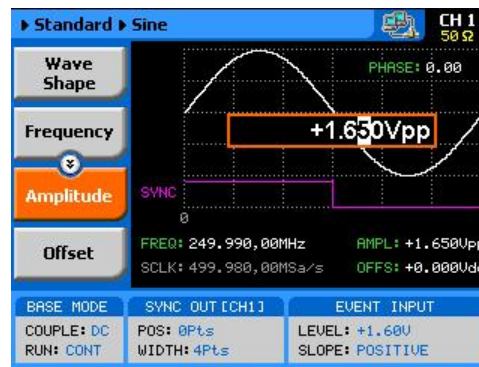 Standard ▸ Sine
CH 1
50 Ω
Wave
Shape
PHASE: 0.00
Frequency
+1.650Vpp
Amplitude
SYNC
0
Offset
FREQ: 249.990,00MHz
AMPL: +1.650Vpp
SCLK: 499.980,00MSa/s
OFFS: +0.000Vdc
BASE MODE
SYNC OUT [CH1]
EVENT INPUT
COUPLE: DC
POS: 0Pts
LEVEL: +1.60V
RUN: CONT
WIDTH: 4Pts
SLOPE: POSITIVE